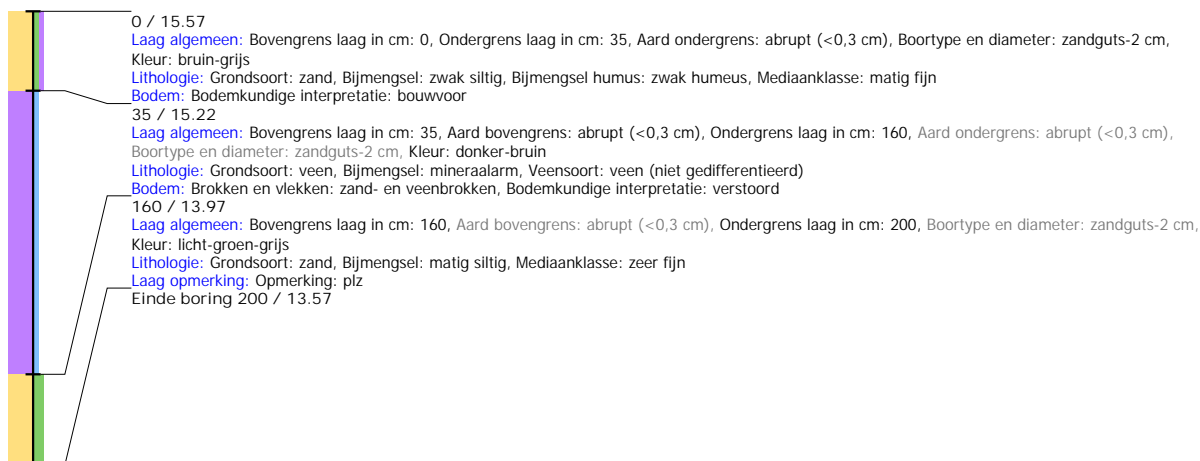 0 / 15.57
Laag algemeen: Bovengrens laag in cm: 0, Ondergrens laag in cm: 35, Aard ondergrens: abrupt (<0,3 cm), Boortype en diameter: zandguts-2 cm,
Kleur: bruin-grijs
Lithologie: Grondsoort: zand, Bijmengsel: zwak siltig, Bijmengsel humus: zwak humeus, Mediaanklasse: matig fijn
Bodem: Bodemkundige interpretatie: bouwvoor
35 / 15.22
Laag algemeen: Bovengrens laag in cm: 35, Aard bovengrens: abrupt (<0,3 cm), Ondergrens laag in cm: 160, Aard ondergrens: abrupt (<0,3 cm),
Boortype en diameter: zandguts-2 cm, Kleur: donker-bruin
Lithologie: Grondsoort: veen, Bijmengsel: mineraalarm, Veensoort: veen (niet gedifferentieerd)
Bodem: Brokken en vlekken: zand- en veenbrokken, Bodemkundige interpretatie: verstoord
160 / 13.97
Laag algemeen: Bovengrens laag in cm: 160, Aard bovengrens: abrupt (<0,3 cm), Ondergrens laag in cm: 200, Boortype en diameter: zandguts-2 cm,
Kleur: licht-groen-grijs
Lithologie: Grondsoort: zand, Bijmengsel: matig siltig, Mediaanklasse: zeer fijn
Laag opmerking: Opmerking: plz
Einde boring 200 / 13.57